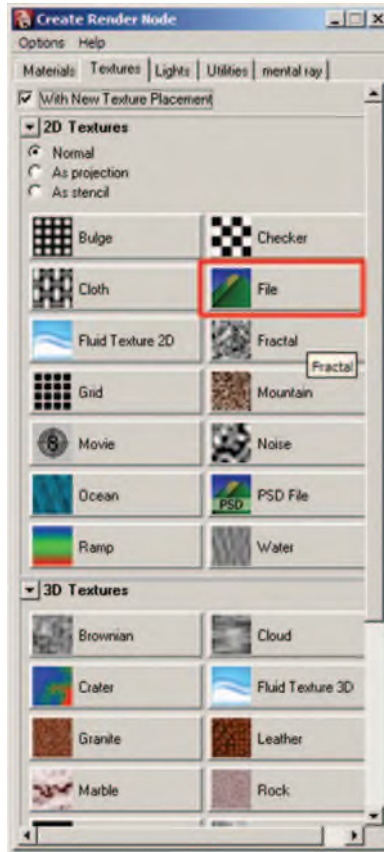 Create Render Node
Options Help
Materials Textures Lights Utilities mental ray
With New Texture Placement
2D Textures
Normal
As projection
As stencil
Bulge Checker
Cloth File
Fluid Texture 2D Fractal
Fractal
Grid Mountain
8
Movie Noise
Ocean PSD PSD File
Ramp Water
3D Textures
Brownian Cloud
Crater Fluid Texture 3D
Granite Leather
Marble Rock